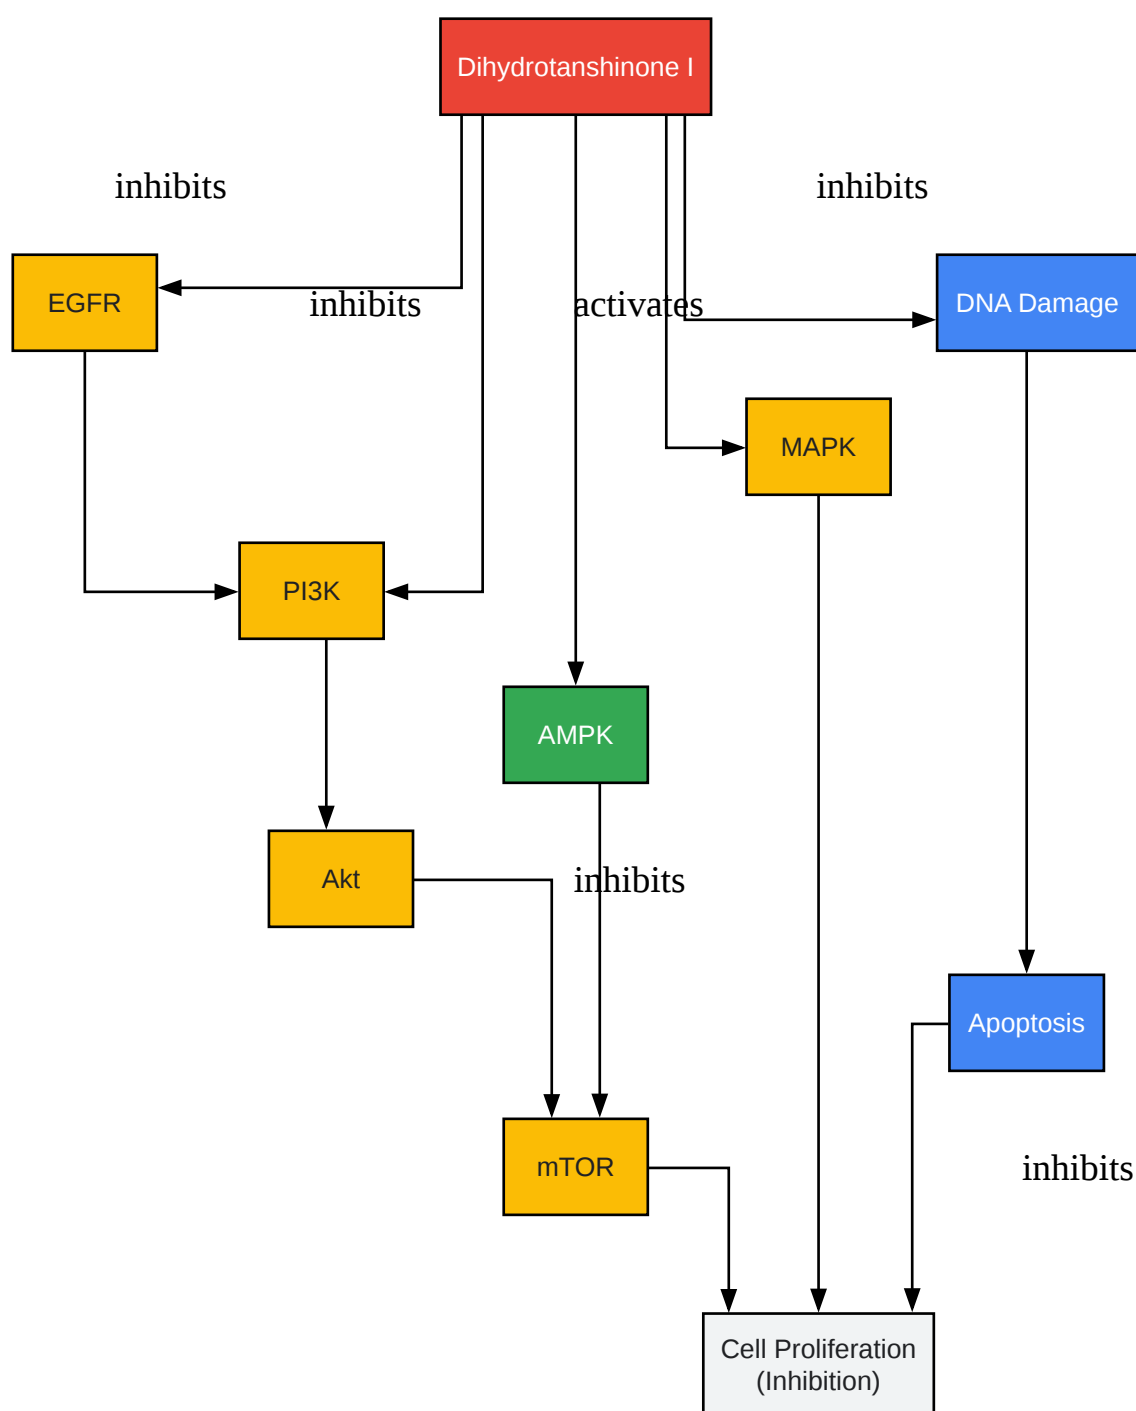 Dihydrotanshinone I
inhibits
inhibits
EGFR
inhibits
activates
DNA Damage
MAPK
PI3K
AMPK
Akt
inhibits
Apoptosis
mTOR
inhibits
Cell Proliferation
(Inhibition)